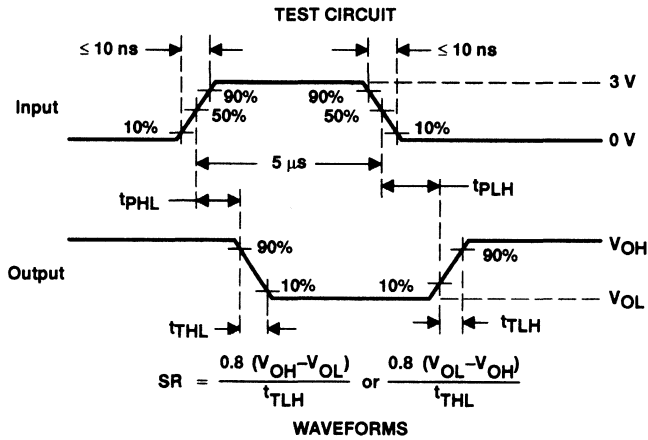 TEST CIRCUIT
≤ 10 ns
≤ 10 ns
90%
90%
3 V
Input
50%
50%
10%
10%
0 V
5 μs
tPHL
tPLH
90%
90%
VOH
Output
10%
10%
VOL
tTHL
tTLH
SR = 0.8 (VOH–VOL) / tTLH or 0.8 (VOL–VOH) / tTHL
WAVEFORMS